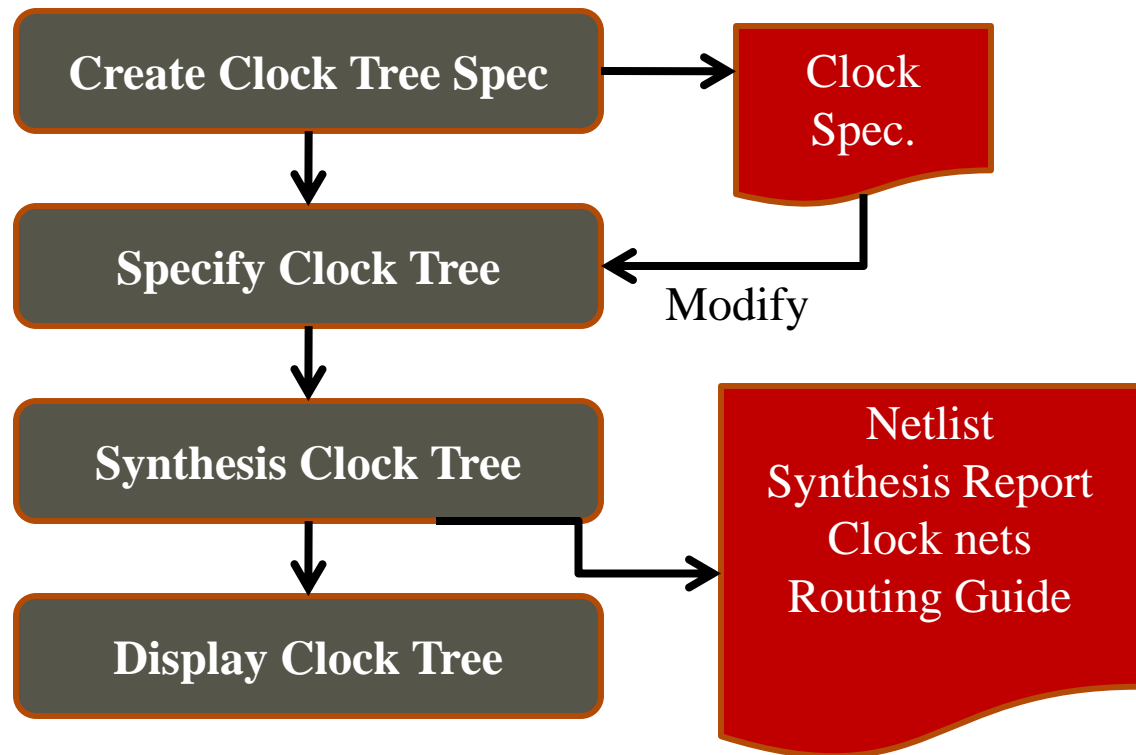 Create Clock Tree Spec
Clock
Spec.
Specify Clock Tree
Modify
Synthesis Clock Tree
Netlist
Synthesis Report
Clock nets
Routing Guide
Display Clock Tree